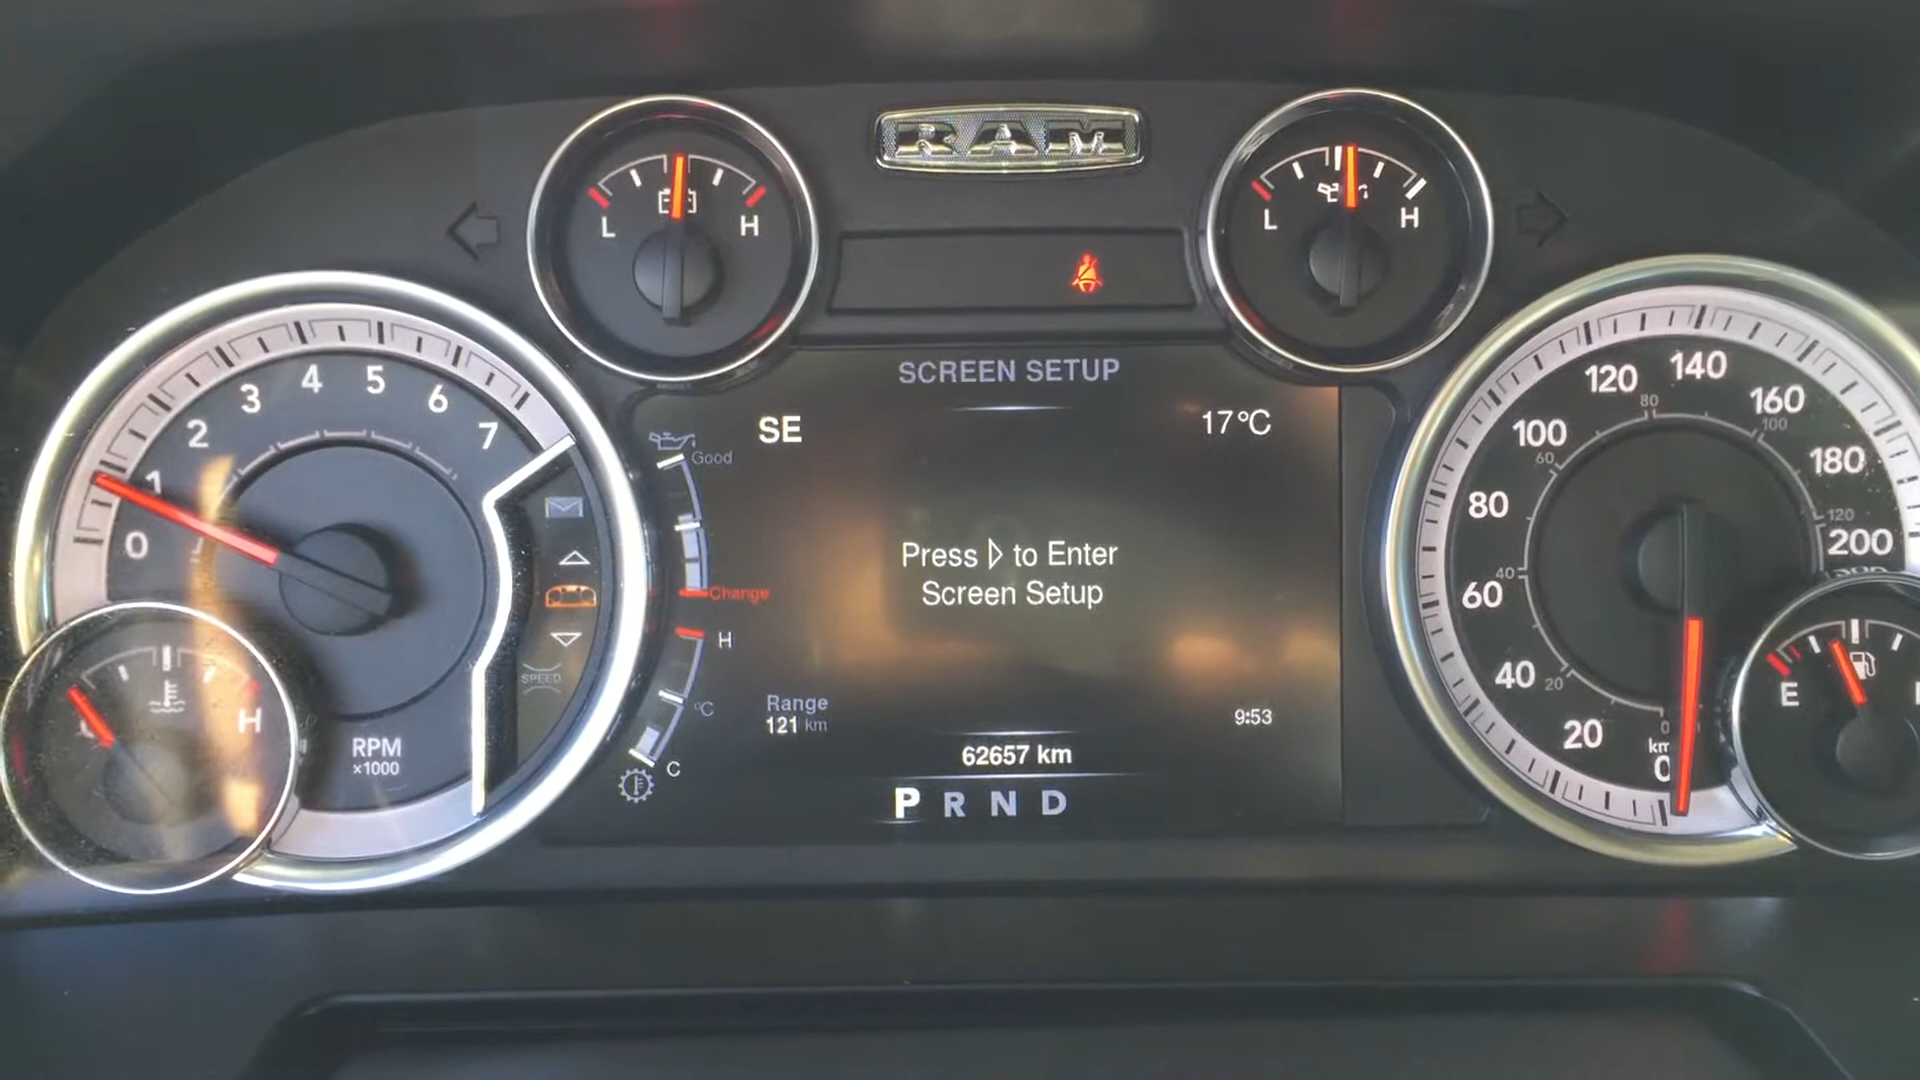 RAM
L H
L H
SCREEN SETUP
SE
17°C
Good
Change
H
°C
C
Press ▷ to Enter
Screen Setup
Range
121 km
9:53
62657 km
P R N D
0 1 2 3 4 5 6 7
RPM
×1000
SPEED
H
0 20 40 60 80 100 120 140 160 180 200
0 20 40 60 80 100 120
E